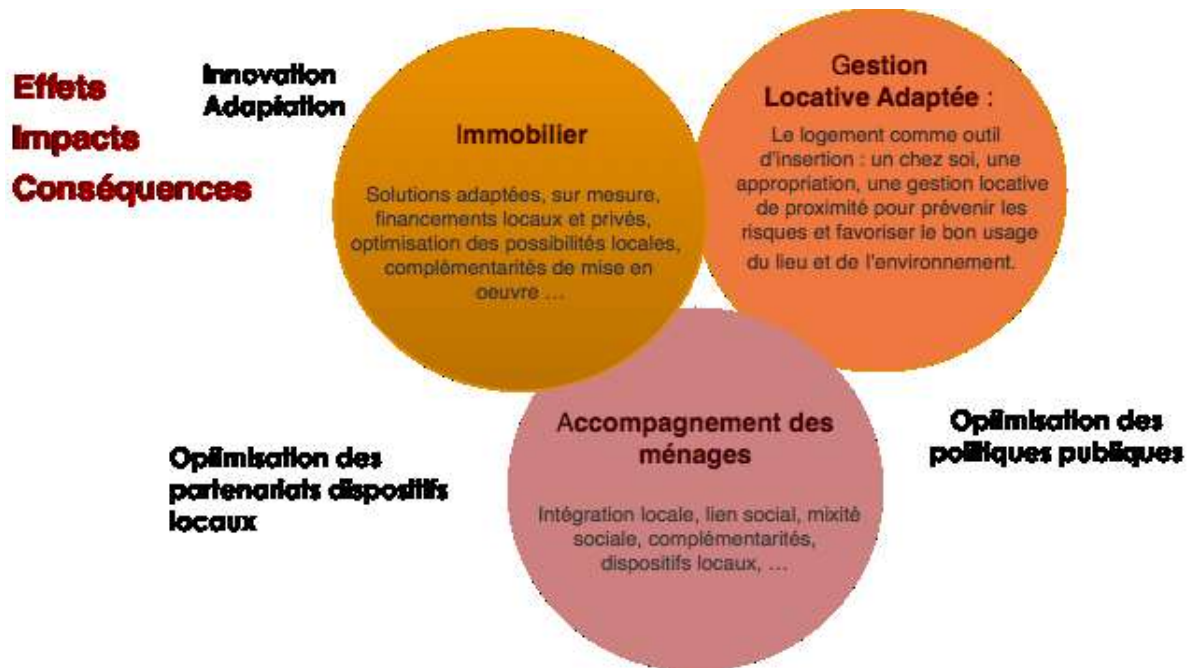 Effets
Impacts
Conséquences
Innovation
Adaptation
Immobilier
Solutions adaptées, sur mesure,
financements locaux et privés,
optimisation des possibilités locales,
complémentarités de mise en
oeuvre …
Gestion
Locative Adaptée :
Le logement comme outil
d'insertion : un chez soi, une
appropriation, une gestion locative
de proximité pour prévenir les
risques et favoriser le bon usage
du lieu et de l'environnement.
Accompagnement des
ménages
Intégration locale, lien social, mixité
sociale, complémentarités,
dispositifs locaux, …
Optimisation des
partenariats dispositifs
locaux
Optimisation des
politiques publiques